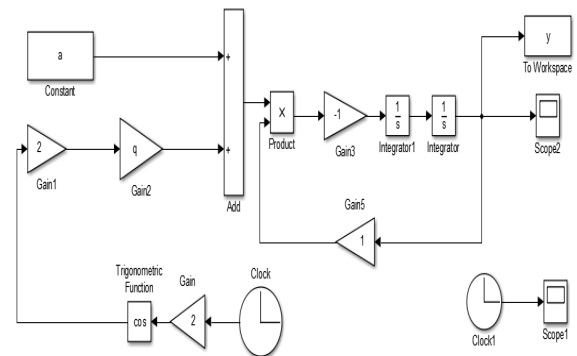 a
Constant
2
Gain1
q
Gain2
+
+
Add
×
Product
-1
Gain3
1
s
Integrator1
1
s
Integrator
y
To Workspace
Scope2
Gain5
1
Trigonometric
Function
cos
Gain
2
Clock
Clock1
Scope1